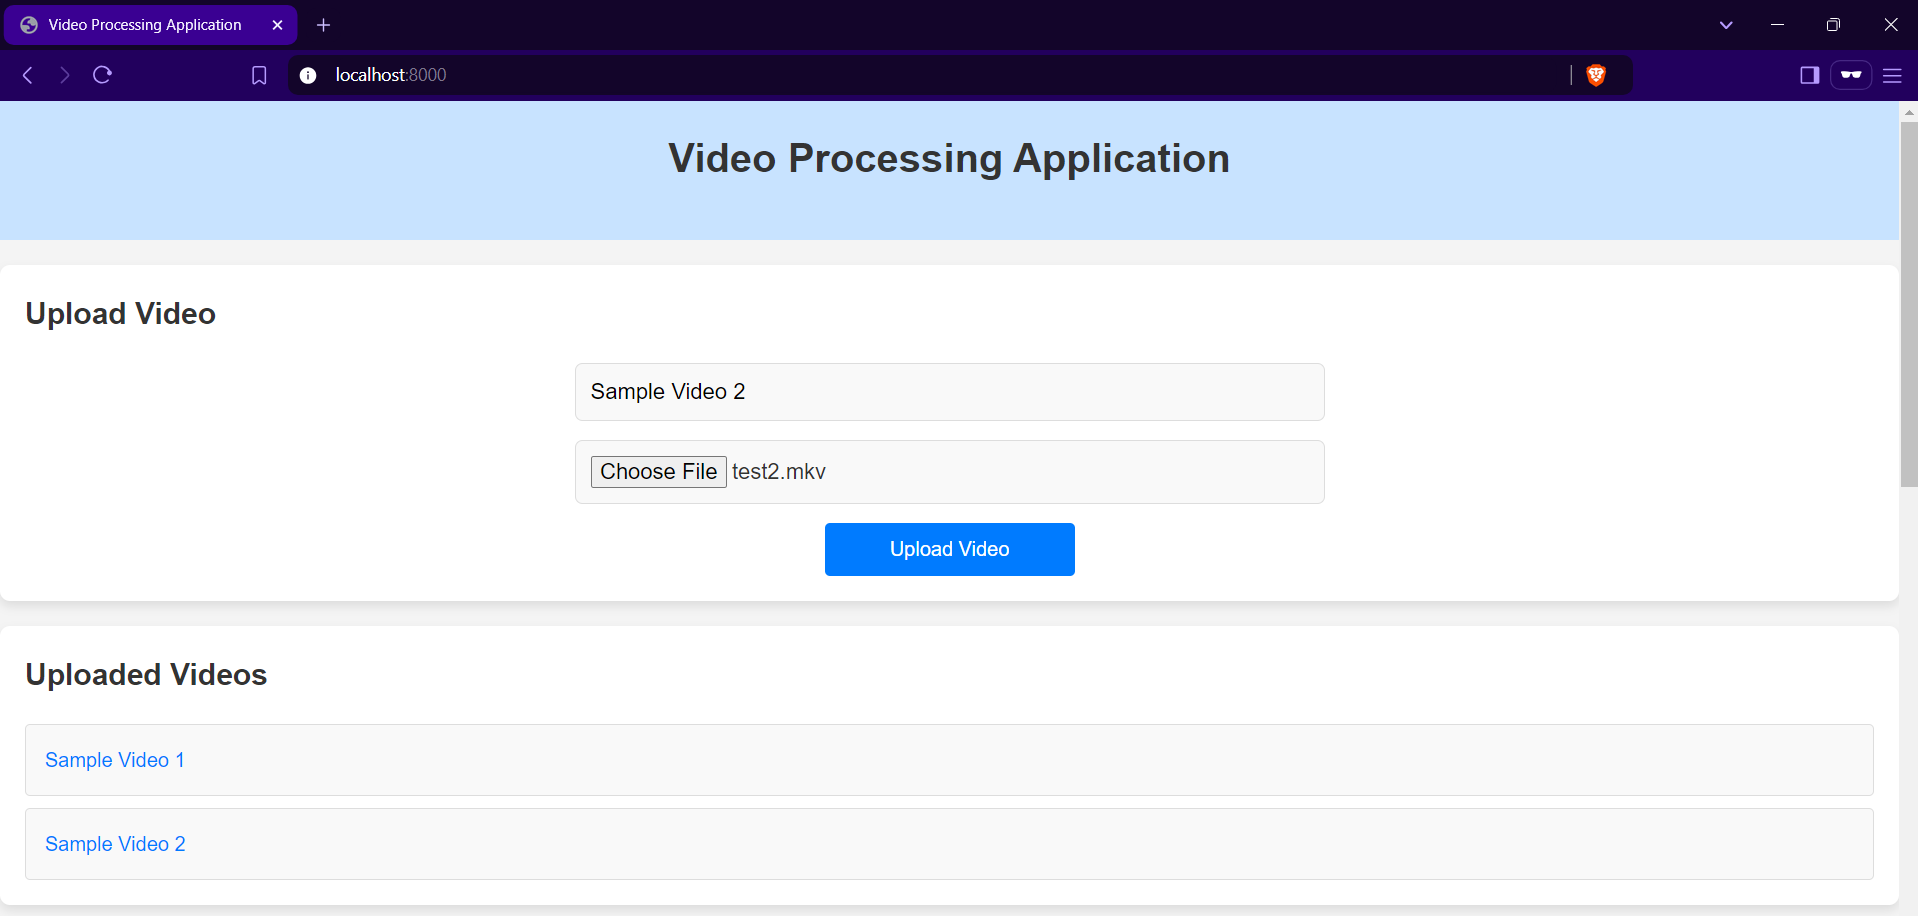 Video Processing Application
localhost:8000
Video Processing Application
Upload Video
Sample Video 2
Choose File test2.mkv
Upload Video
Uploaded Videos
Sample Video 1
Sample Video 2